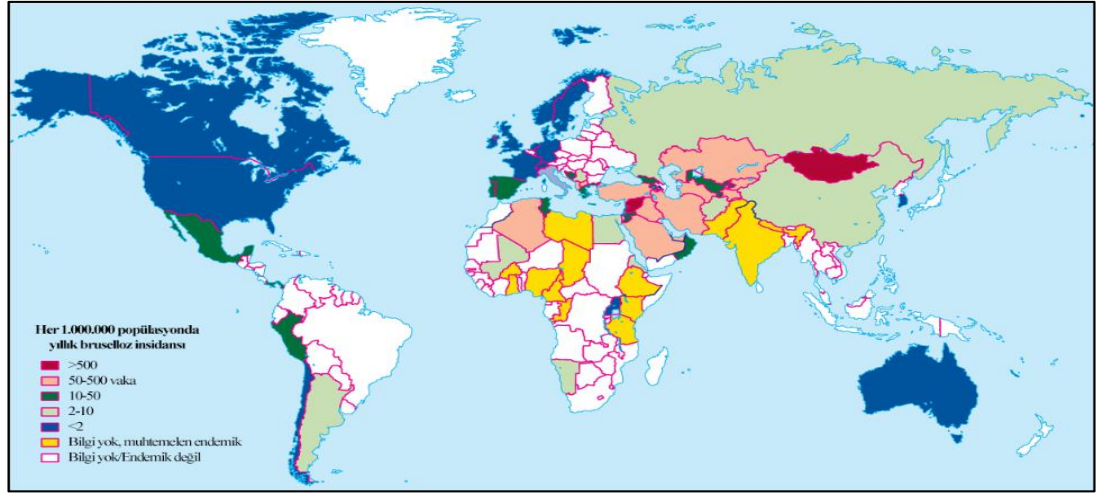 Her 1.000.000 popülasyonda
yıllık bruselloz insidansı
>500
50-500 vaka
10-50
2-10
<2
Bilgi yok, muhtemelen endemik
Bilgi yok/Endemik değil